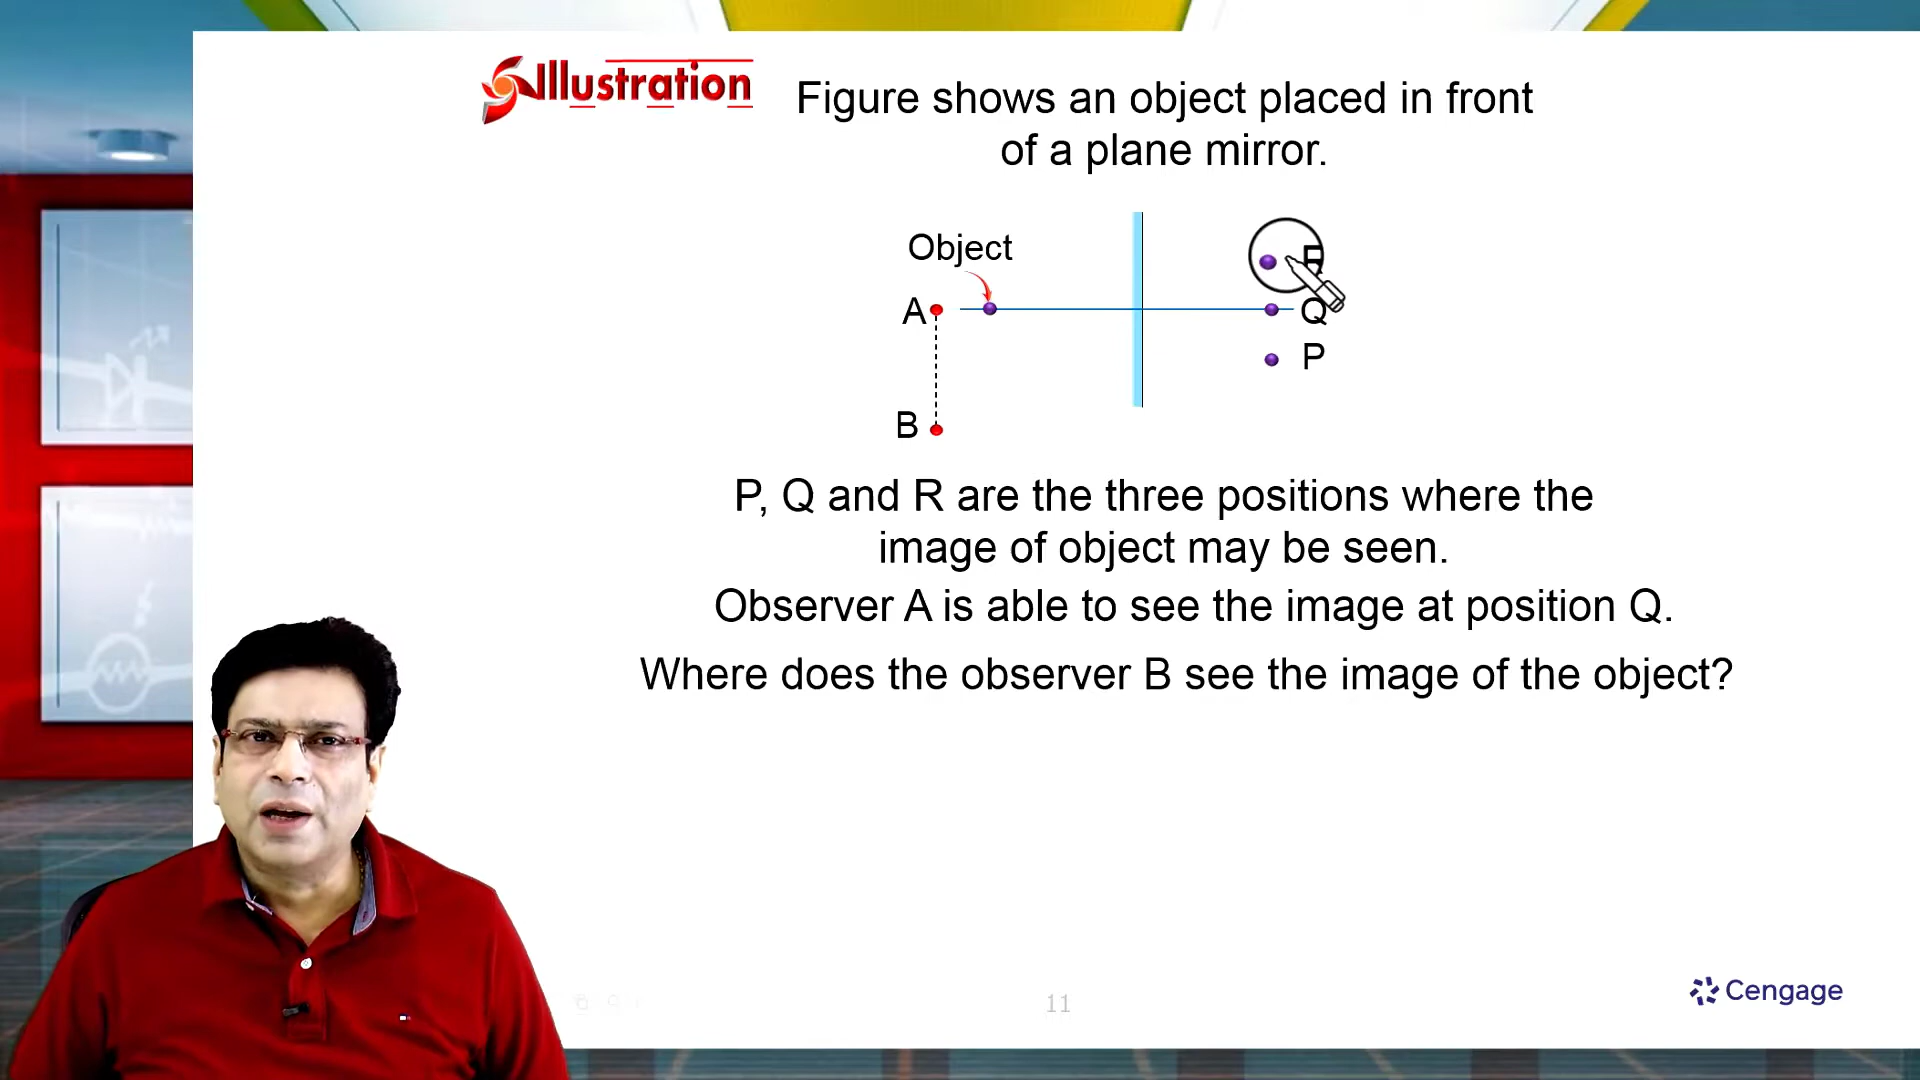 Illustration
Figure shows an object placed in front
of a plane mirror.
Object
A
Q
P
B
P, Q and R are the three positions where the
image of object may be seen.
Observer A is able to see the image at position Q.
Where does the observer B see the image of the object?
11
Cengage